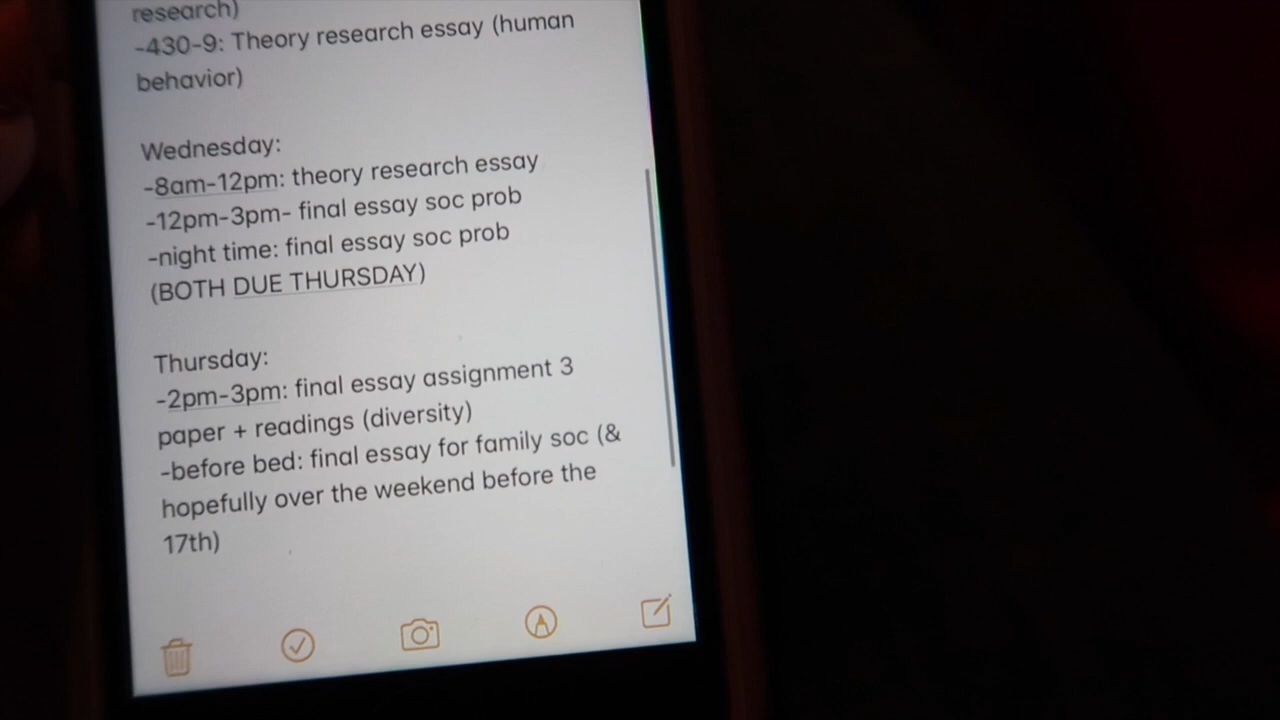 research)
-430-9: Theory research essay (human
behavior)
Wednesday:
-8am-12pm: theory research essay
-12pm-3pm- final essay soc prob
-night time: final essay soc prob
(BOTH DUE THURSDAY)
Thursday:
-2pm-3pm: final essay assignment 3
paper + readings (diversity)
-before bed: final essay for family soc (&
hopefully over the weekend before the
17th)